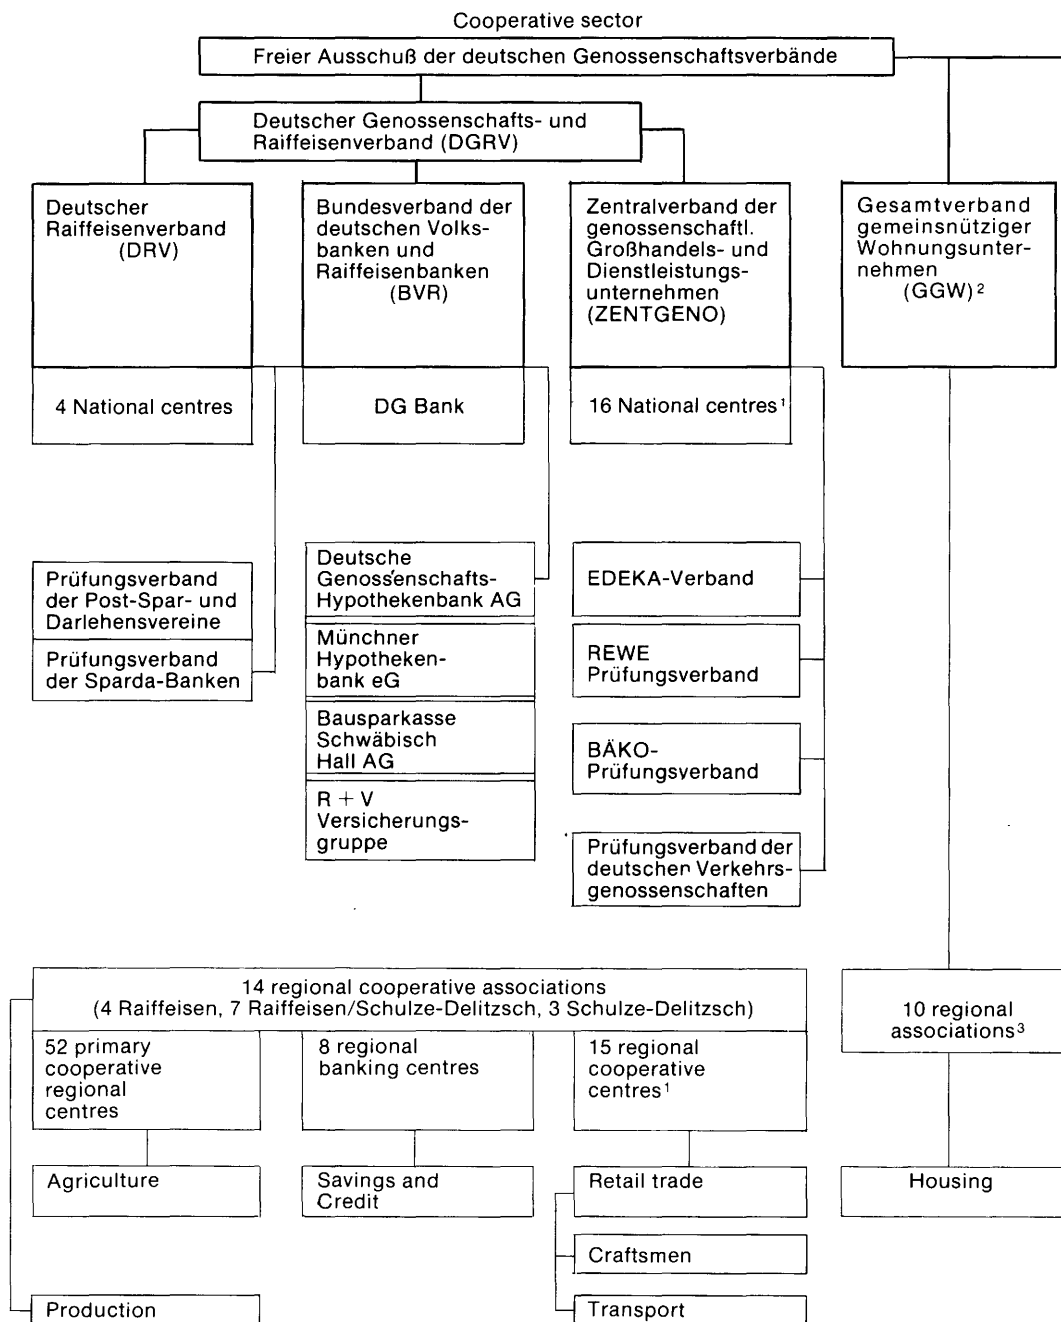 Cooperative sector
Freier Ausschuß der deutschen Genossenschaftsverbände
Deutscher Genossenschafts- und
Raiffeisenverband (DGRV)
Deutscher
Raiffeisenverband
(DRV)
Bundesverband der
deutschen Volks-
banken und
Raiffeisenbanken
(BVR)
Zentralverband der
genossenschaftl.
Großhandels- und
Dienstleistungs-
unternehmen
(ZENTGENO)
Gesamtverband
gemeinsnütziger
Wohnungsunter-
nehmen
(GGW)²
4 National centres
DG Bank
16 National centres¹
Prüfungsverband
der Post-Spar- und
Darlehensvereine
Prüfungsverband
der Sparda-Banken
Deutsche
Genossenschafts-
Hypothekenbank AG
Münchner
Hypotheken-
bank eG
Bausparkasse
Schwäbisch
Hall AG
R + V
Versicherungs-
gruppe
EDEKA-Verband
REWE
Prüfungsverband
BÄKO-
Prüfungsverband
Prüfungsverband der
deutschen Verkehrs-
genossenschaften
14 regional cooperative associations
(4 Raiffeisen, 7 Raiffeisen/Schulze-Delitzsch, 3 Schulze-Delitzsch)
52 primary
cooperative
regional
centres
8 regional
banking centres
15 regional
cooperative
centres¹
10 regional
associations³
Agriculture
Savings and
Credit
Retail trade
Housing
Craftsmen
Production
Transport